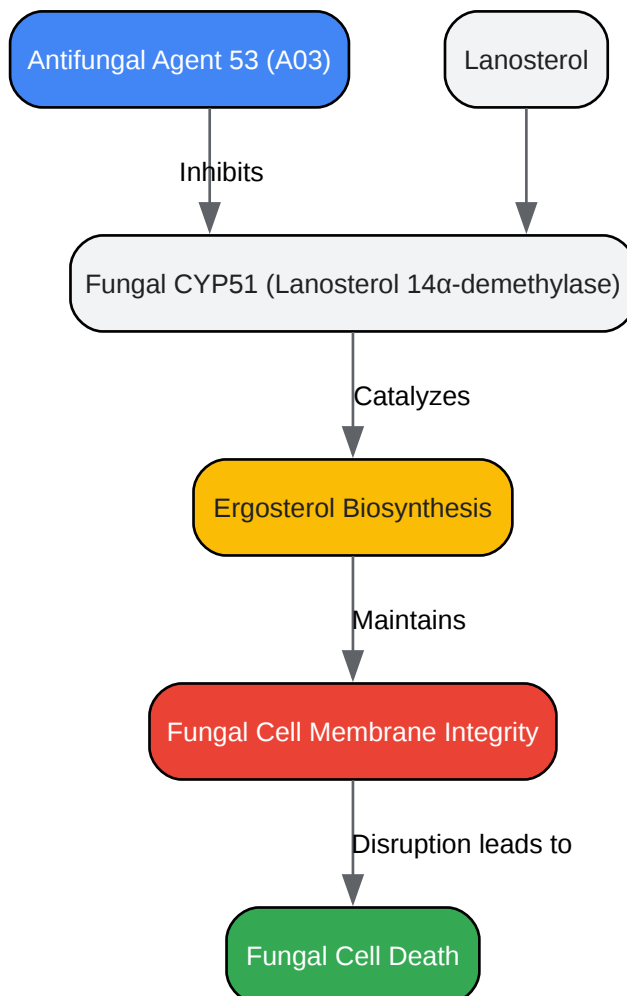 Antifungal Agent 53 (A03)
Lanosterol
Inhibits
Fungal CYP51 (Lanosterol 14α-demethylase)
Catalyzes
Ergosterol Biosynthesis
Maintains
Fungal Cell Membrane Integrity
Disruption leads to
Fungal Cell Death